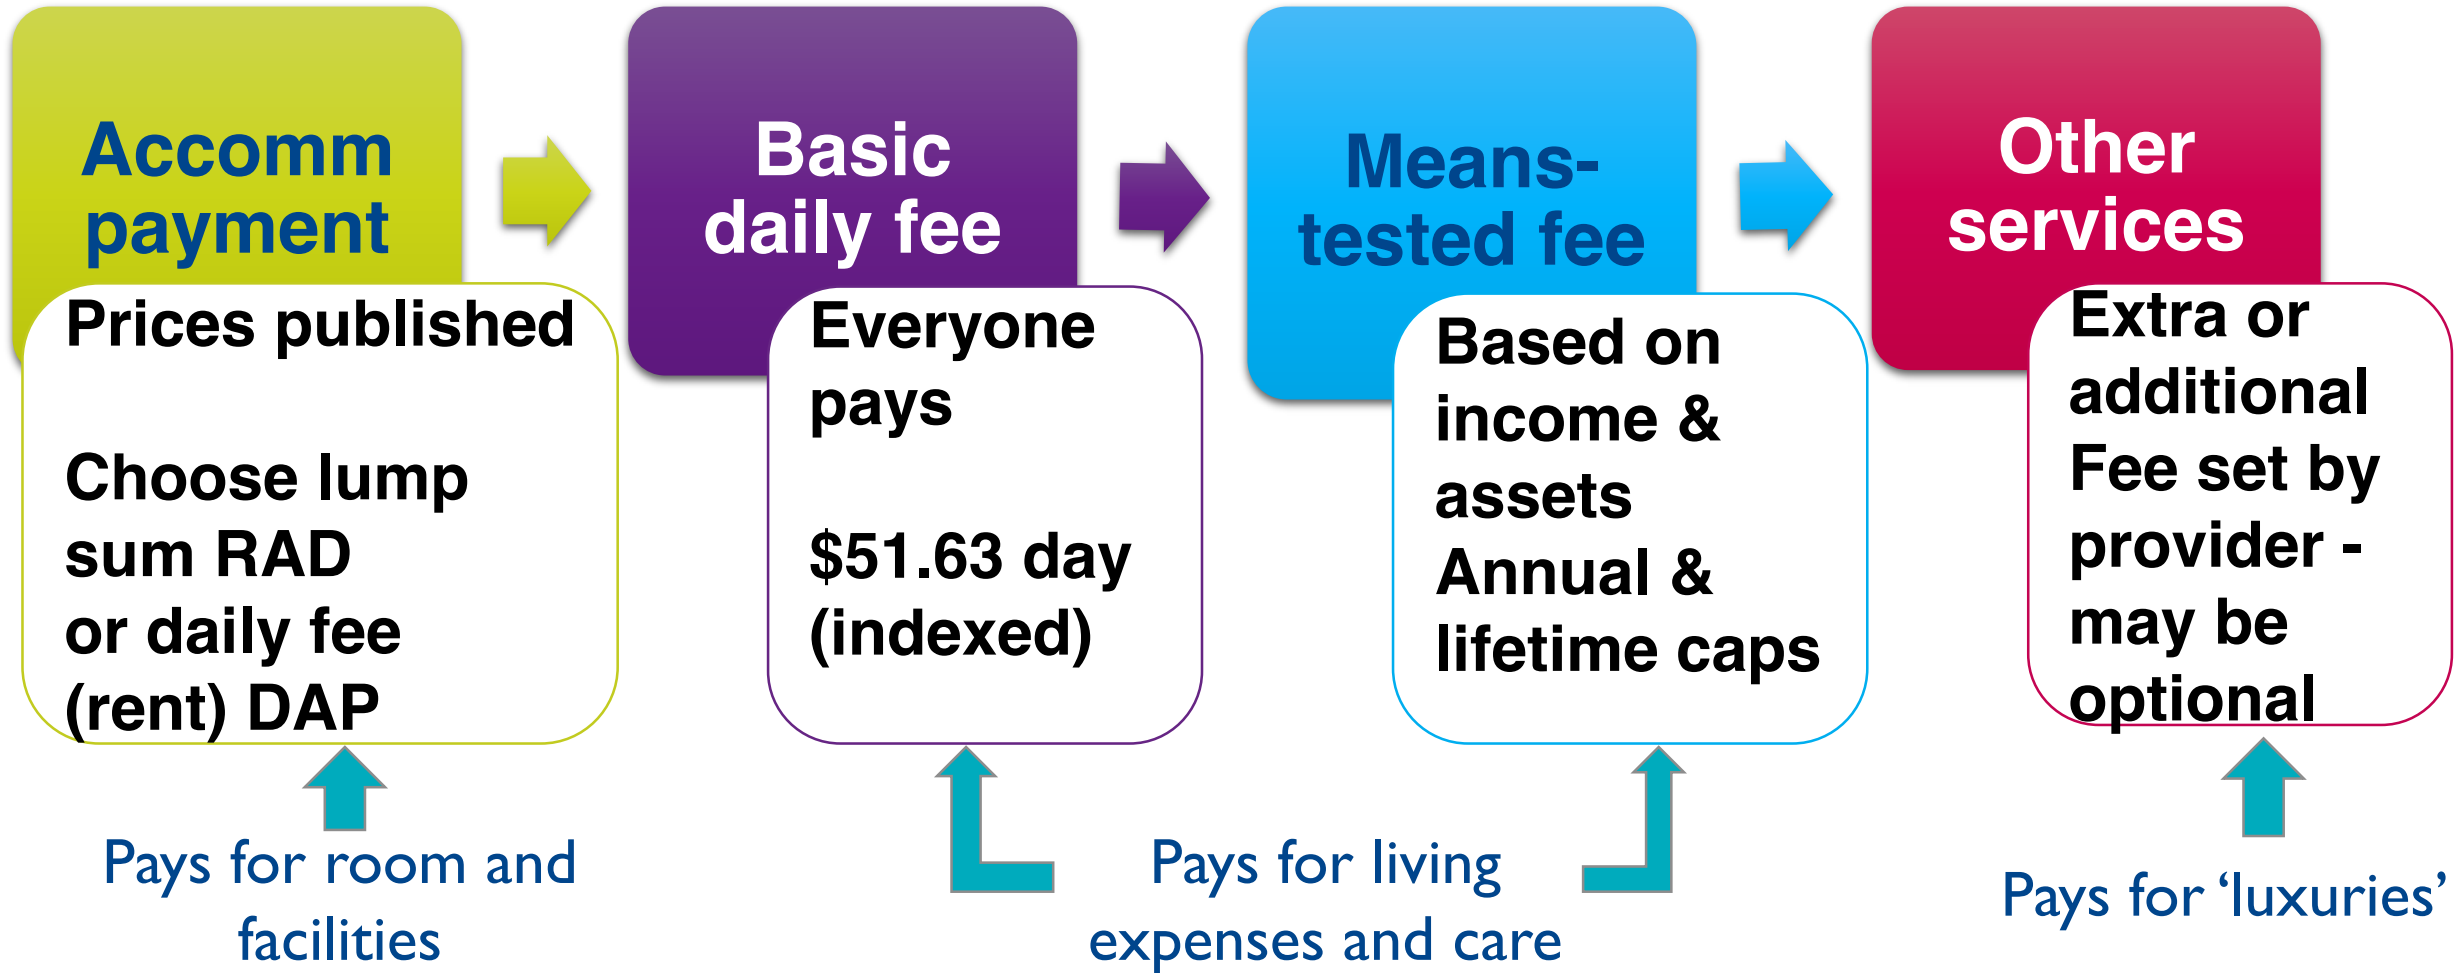 Accomm
payment
Prices published
Choose lump
sum RAD
or daily fee
(rent) DAP
Pays for room and
facilities
Basic
daily fee
Everyone
pays
$51.63 day
(indexed)
Means-
tested fee
Based on
income &
assets
Annual &
lifetime caps
Pays for living
expenses and care
Other
services
Extra or
additional
Fee set by
provider -
may be
optional
Pays for ‘luxuries’